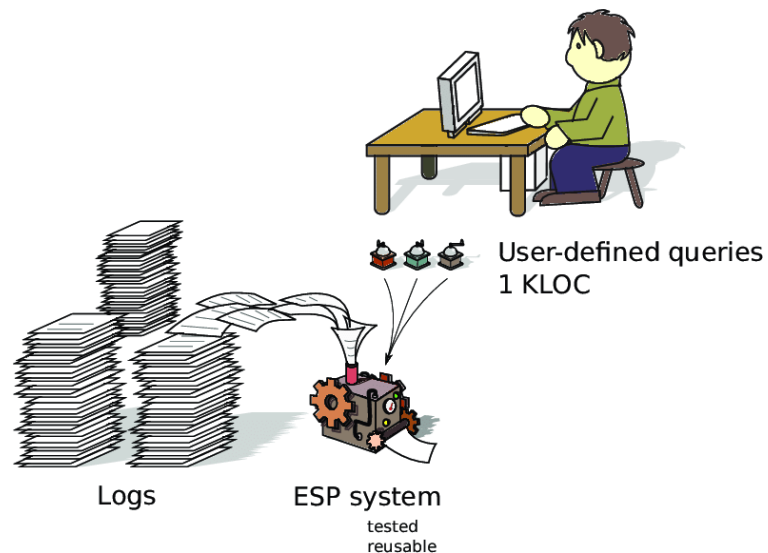 User-defined queries
1 KLOC
Logs
ESP system
tested
reusable